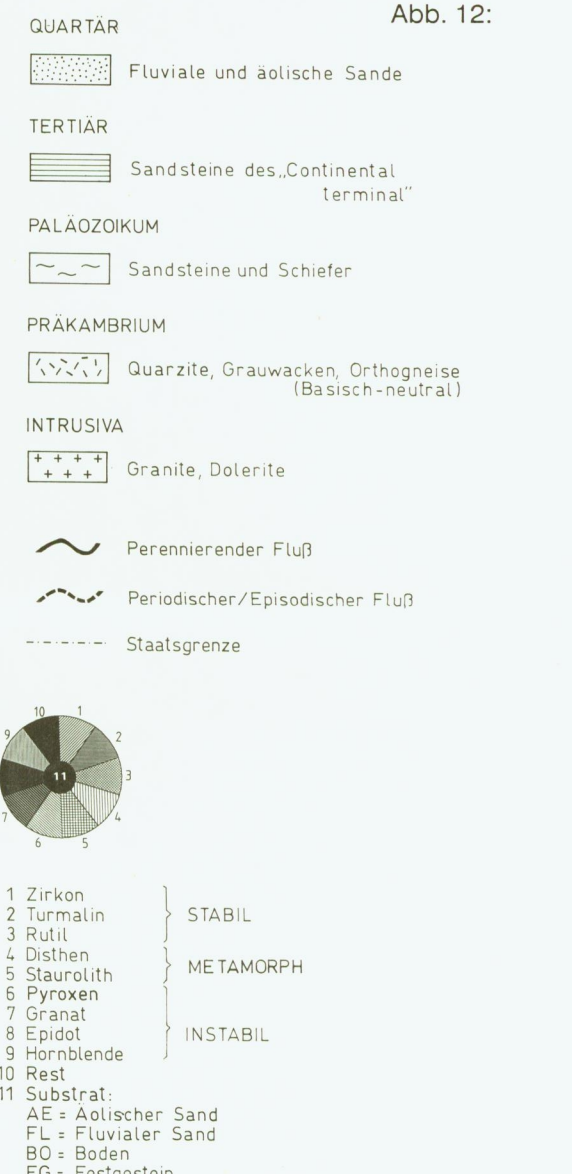 Abb. 12:
QUARTÄR
Fluviale und äolische Sande
TERTIÄR
Sandsteine des „Continental
terminal"
PALÄOZOIKUM
Sandsteine und Schiefer
PRÄKAMBRIUM
Quarzite, Grauwacken, Orthogneise
(Basisch-neutral)
INTRUSIVA
Granite, Dolerite
Perennierender Fluß
Periodischer/Episodischer Fluß
Staatsgrenze
10 1
9 2
11 3
7 4
6 5
1 Zirkon
2 Turmalin
3 Rutil
STABIL
4 Disthen
5 Staurolith
METAMORPH
6 Pyroxen
7 Granat
8 Epidot
9 Hornblende
INSTABIL
10 Rest
11 Substrat:
AE = Äolischer Sand
FL = Fluvialer Sand
BO = Boden
FG = Festgestein